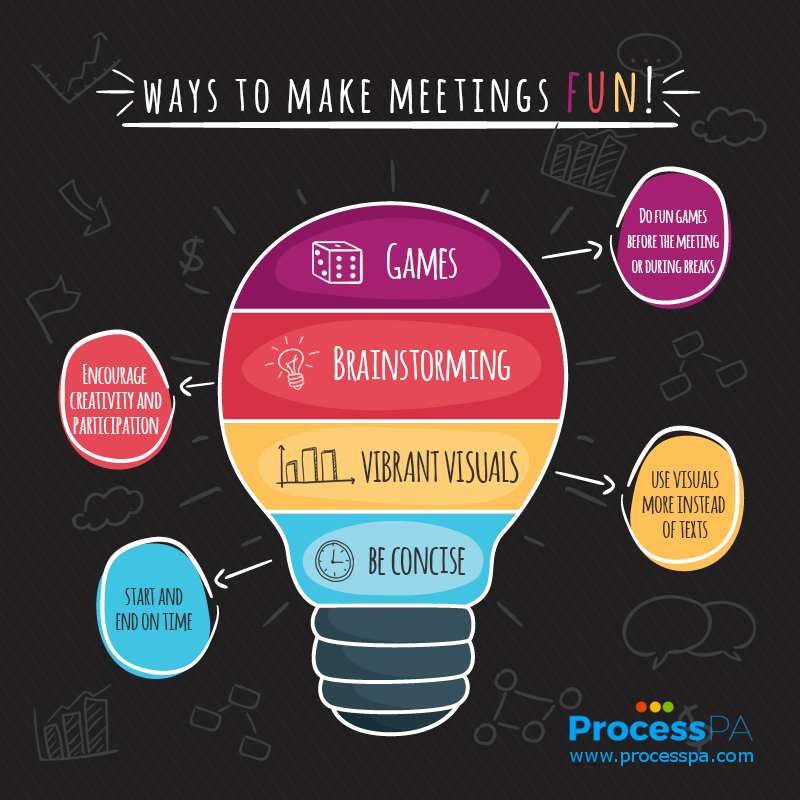 WAYS TO MAKE MEETINGS FUN!
GAMES
DO FUN GAMES
BEFORE THE MEETING
OR DURING BREAKS
BRAINSTORMING
ENCOURAGE
CREATIVITY AND
PARTICIPATION
VIBRANT VISUALS
USE VISUALS
MORE INSTEAD
OF TEXTS
BE CONCISE
START AND
END ON TIME
ProcessPA
www.processpa.com